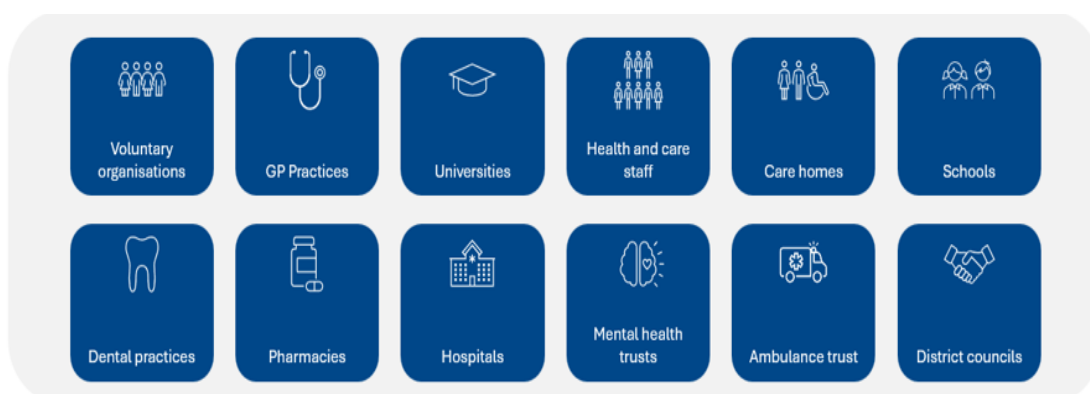 Voluntary
organisations
GP Practices
Universities
Health and care
staff
Care homes
Schools
Dental practices
Pharmacies
Hospitals
Mental health
trusts
Ambulance trust
District councils